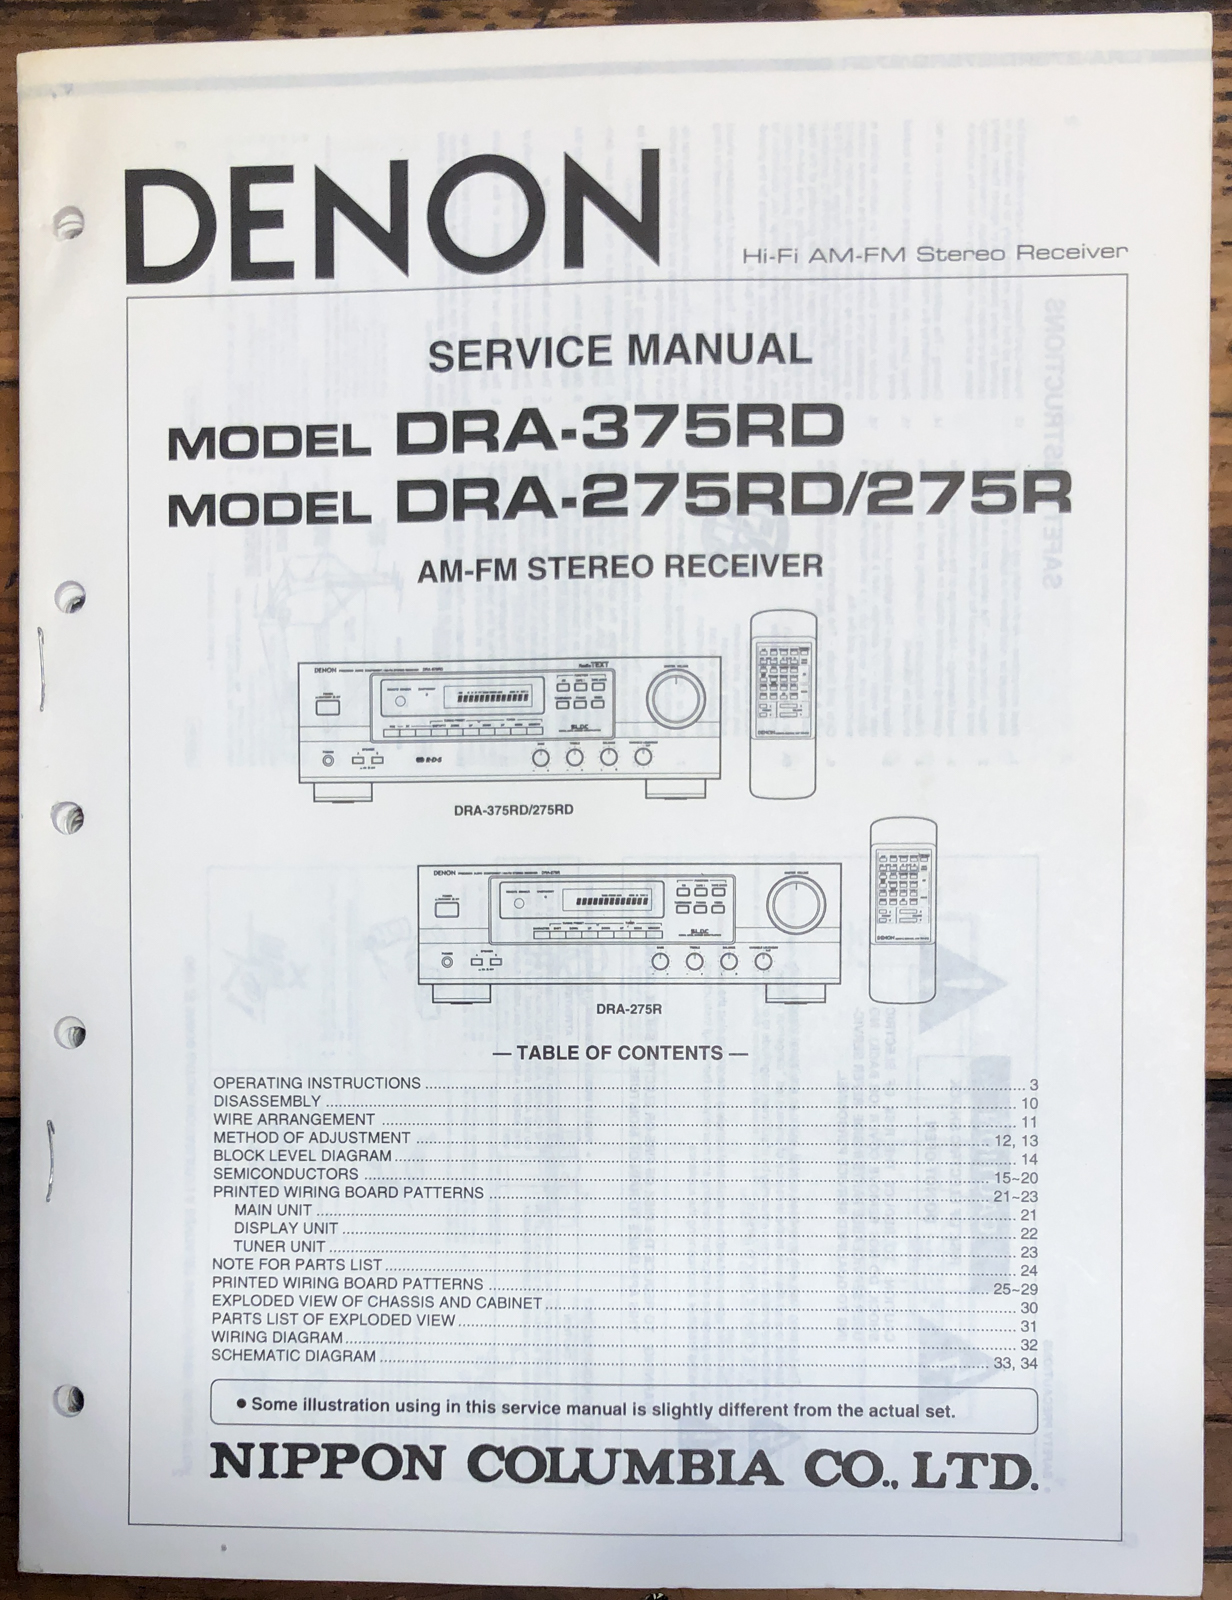 DENON
Hi-Fi AM-FM Stereo Receiver
SERVICE MANUAL
MODEL DRA-375RD
MODEL DRA-275RD/275R
AM-FM STEREO RECEIVER
DENON
RadioTEXT
R·D·S
DENON
DRA-375RD/275RD
DENON
DRA-275R
DENON
DRA-275R
— TABLE OF CONTENTS —
OPERATING INSTRUCTIONS ........ 3
DISASSEMBLY ........ 10
WIRE ARRANGEMENT ........ 11
METHOD OF ADJUSTMENT ........ 12, 13
BLOCK LEVEL DIAGRAM ........ 14
SEMICONDUCTORS ........ 15~20
PRINTED WIRING BOARD PATTERNS ........ 21~23
MAIN UNIT ........ 21
DISPLAY UNIT ........ 22
TUNER UNIT ........ 23
NOTE FOR PARTS LIST ........ 24
PRINTED WIRING BOARD PATTERNS ........ 25~29
EXPLODED VIEW OF CHASSIS AND CABINET ........ 30
PARTS LIST OF EXPLODED VIEW ........ 31
WIRING DIAGRAM ........ 32
SCHEMATIC DIAGRAM ........ 33, 34
● Some illustration using in this service manual is slightly different from the actual set.
NIPPON COLUMBIA CO., LTD.